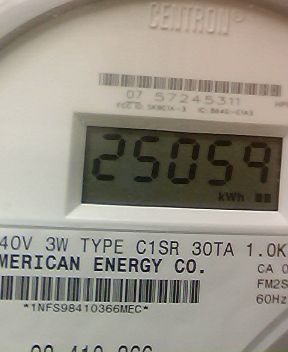 CENTRON®
07 57245311
25059
kWh
40V 3W TYPE C1SR 30TA 1.0K
MERICAN ENERGY CO.
CA 0
FM2S
60Hz
*1NFS98410366MEC*